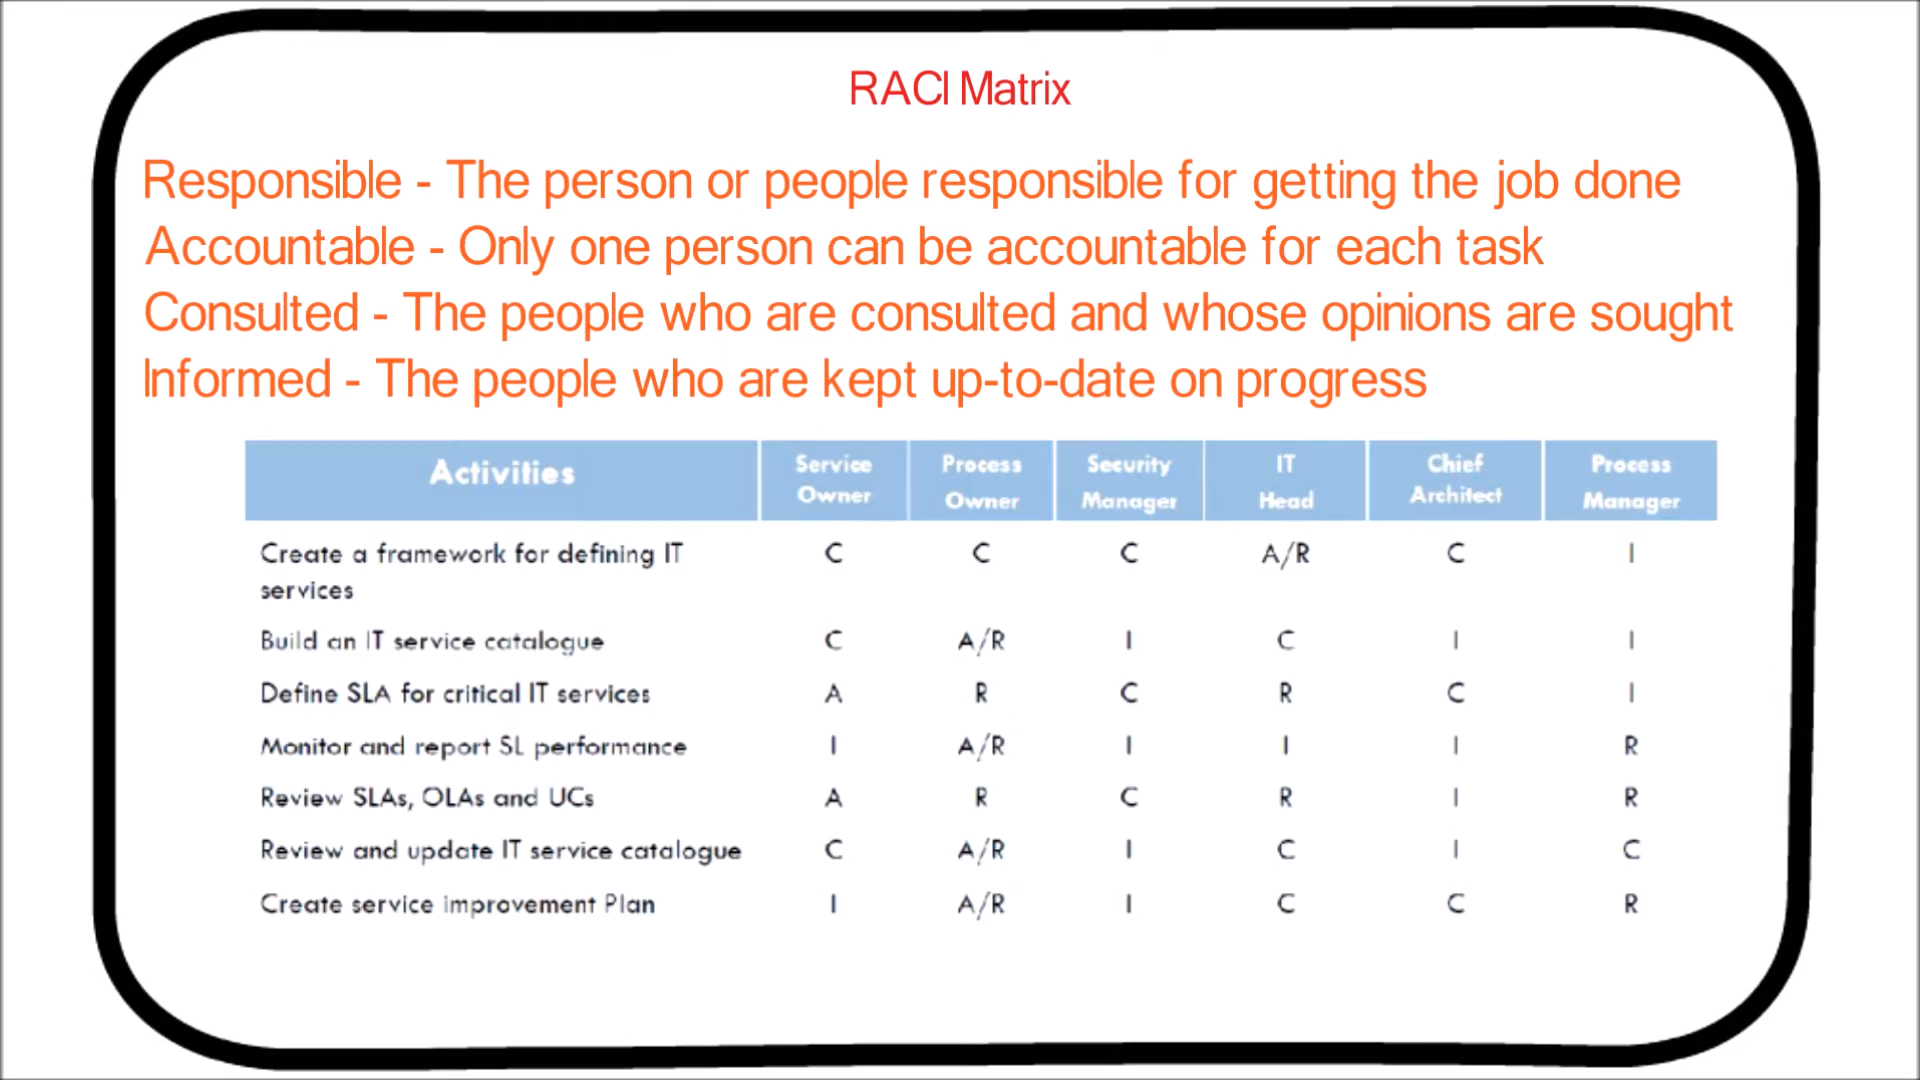 RACI Matrix
Responsible - The person or people responsible for getting the job done
Accountable - Only one person can be accountable for each task
Consulted - The people who are consulted and whose opinions are sought
Informed - The people who are kept up-to-date on progress
Activities Service Owner Process Owner Security Manager IT Head Chief Architect Process Manager
Create a framework for defining IT services C C C A/R C I
Build an IT service catalogue C A/R I C I I
Define SLA for critical IT services A R C R C I
Monitor and report SL performance I A/R I I I R
Review SLAs, OLAs and UCs A R C R I R
Review and update IT service catalogue C A/R I C I C
Create service improvement Plan I A/R I C C R